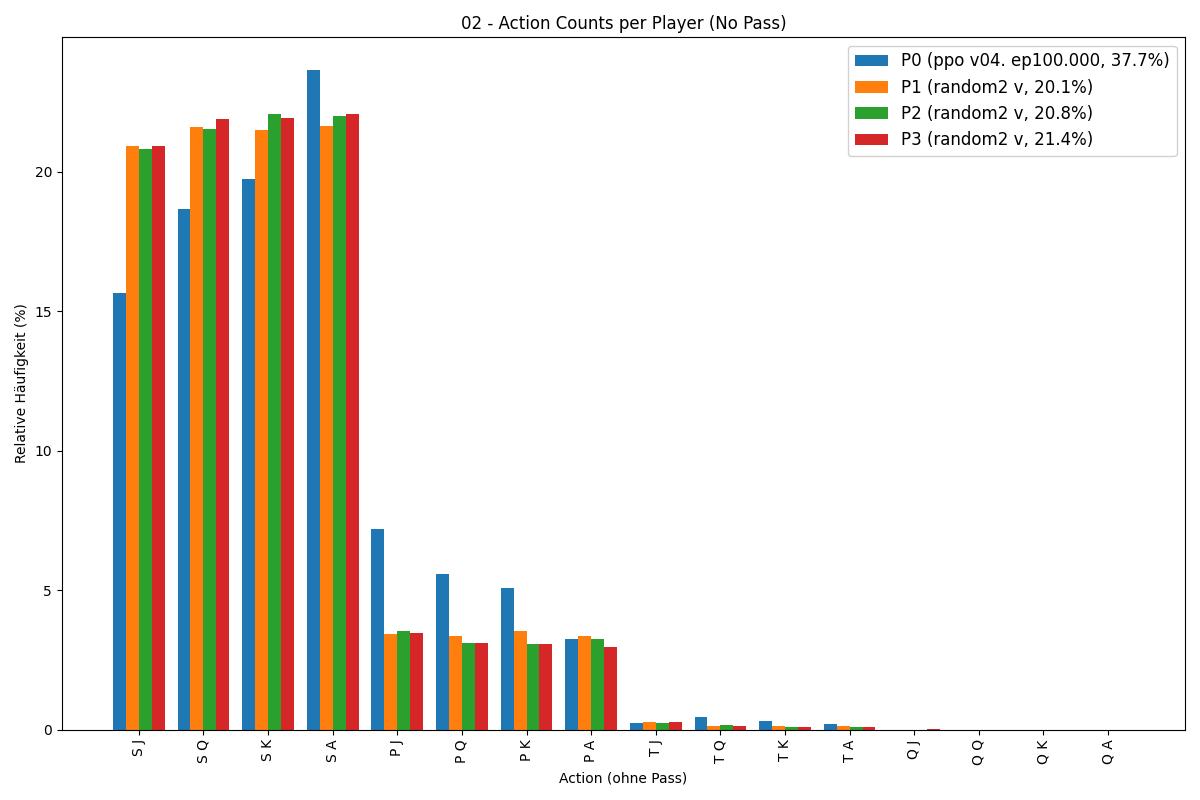 02 - Action Counts per Player (No Pass)
P0 (ppo v04. ep100.000, 37.7%)
P1 (random2 v, 20.1%)
P2 (random2 v, 20.8%)
P3 (random2 v, 21.4%)
Relative Häufigkeit (%)
20
15
10
5
0
S J
S Q
S K
S A
P J
P Q
P K
P A
T J
T Q
T K
T A
Q J
Q Q
Q K
Q A
Action (ohne Pass)